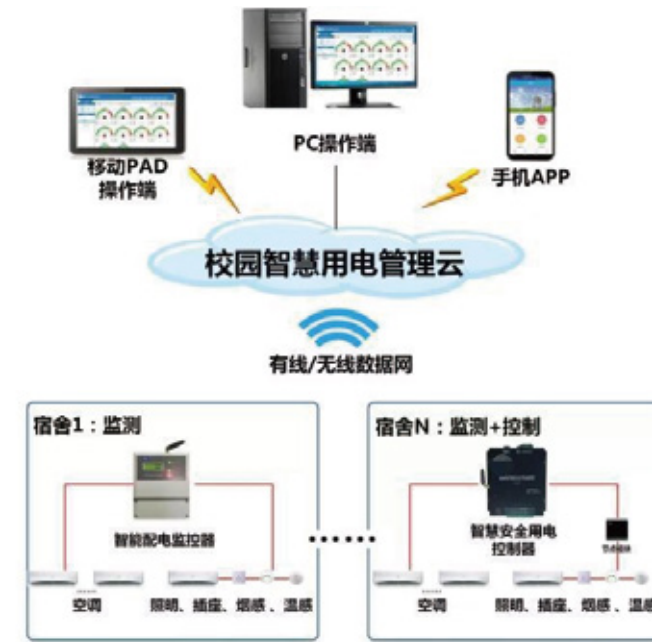 PC操作端
移动PAD
操作端
手机APP
校园智慧用电管理云
有线/无线数据网
宿舍1：监测
宿舍N：监测+控制
智能配电监控器
智慧安全用电
控制器
......
......
空调
照明、插座、烟感、温感
......
空调
照明、插座、烟感、温感